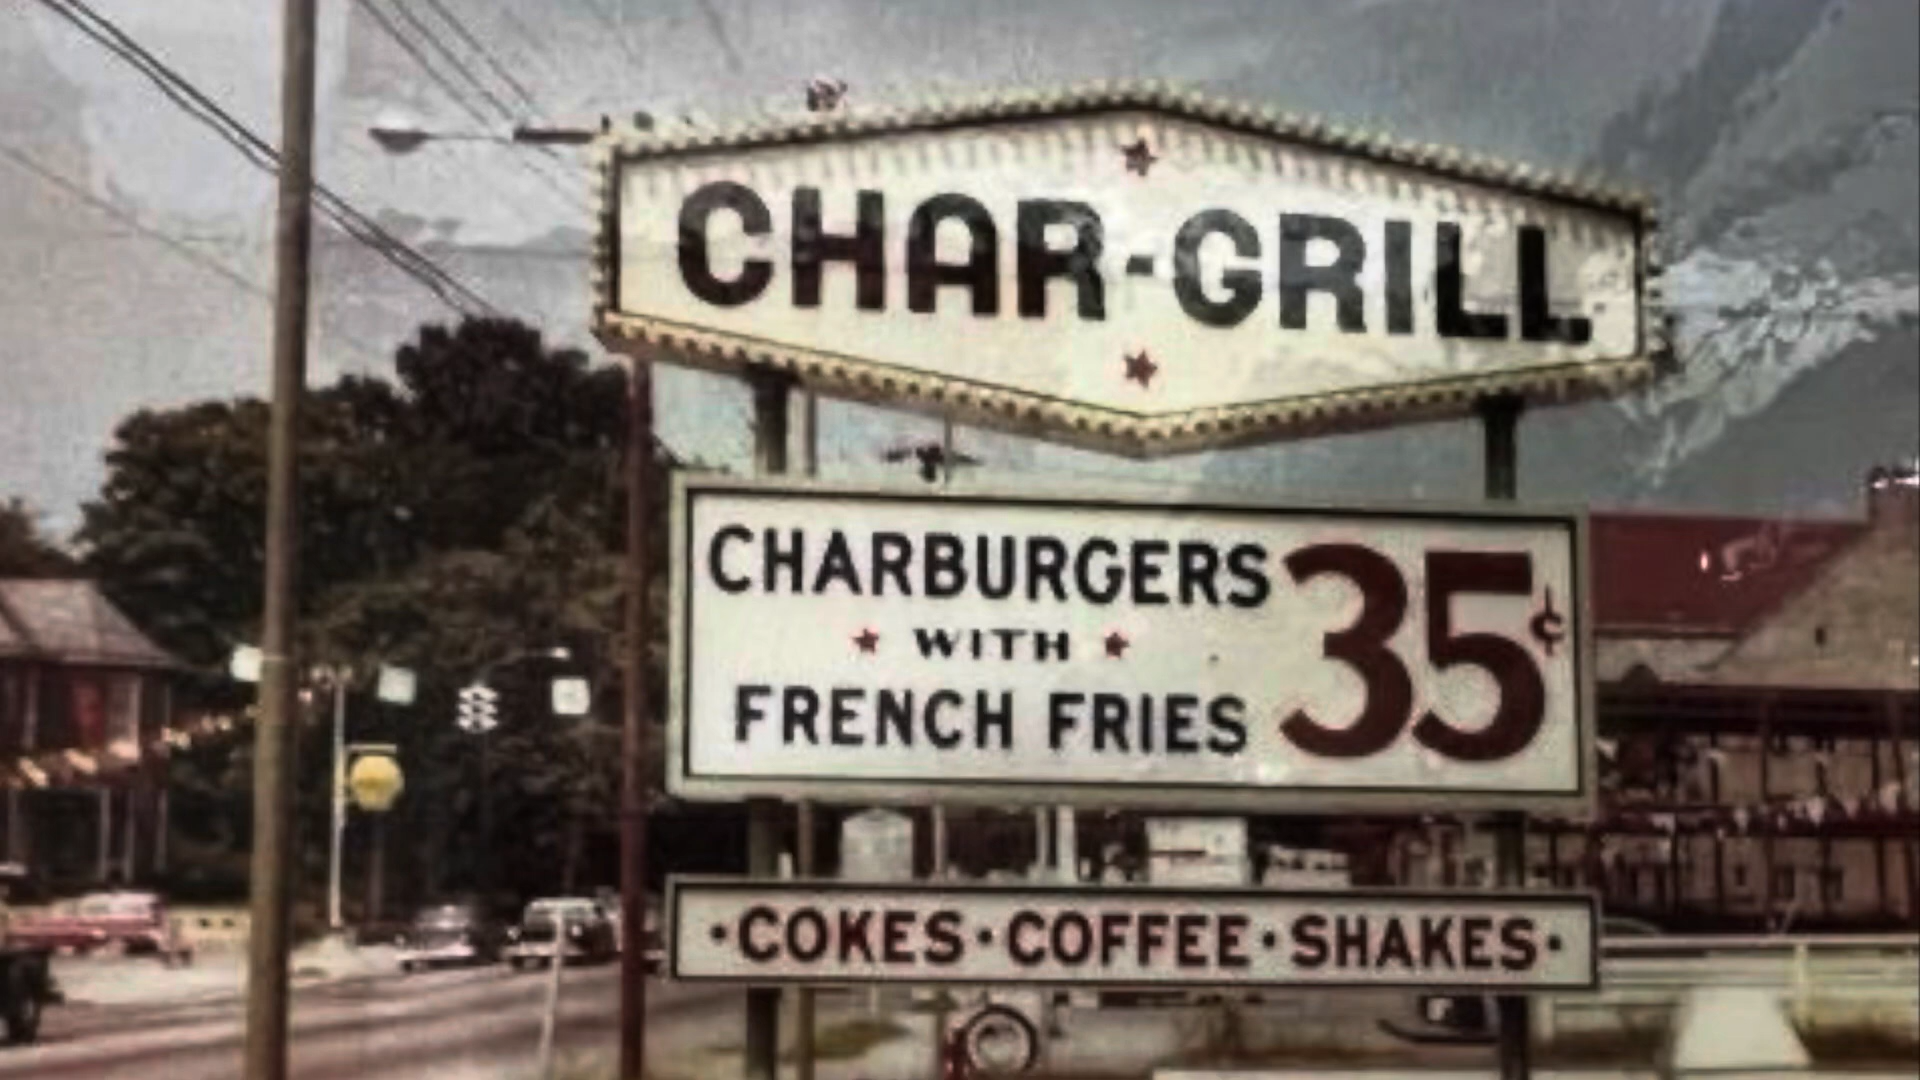 CHAR-GRILL
CHARBURGERS
WITH
FRENCH FRIES
35¢
·COKES·COFFEE·SHAKES·